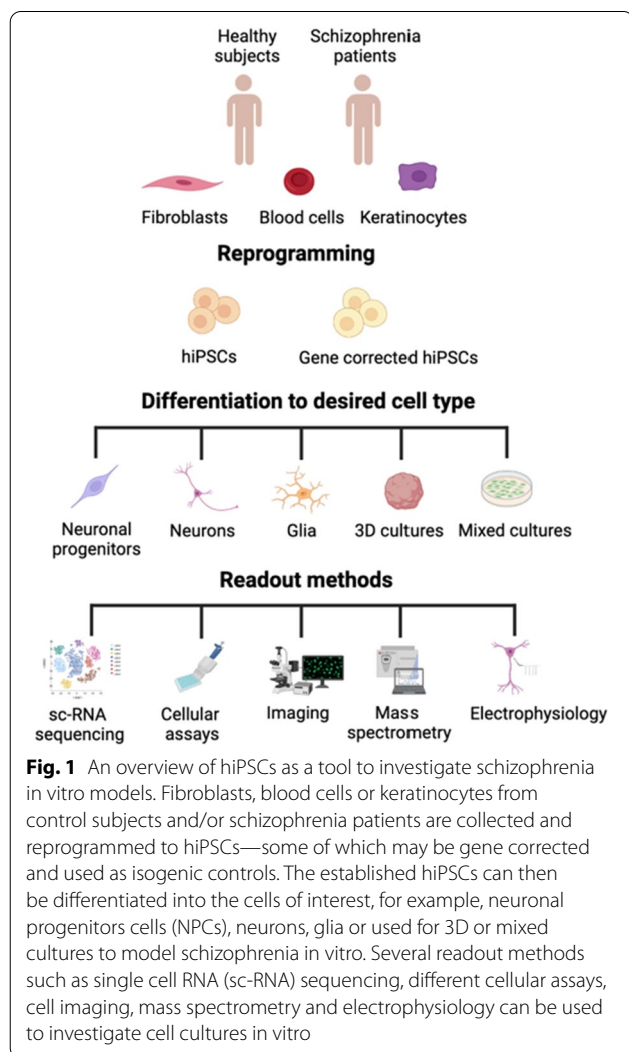 Healthy subjects
Schizophrenia patients
Fibroblasts
Blood cells
Keratinocytes
Reprogramming
hiPSCs
Gene corrected hiPSCs
Differentiation to desired cell type
Neuronal progenitors
Neurons
Glia
3D cultures
Mixed cultures
Readout methods
sc-RNA sequencing
Cellular assays
Imaging
Mass spectrometry
Electrophysiology
Fig. 1 An overview of hiPSCs as a tool to investigate schizophrenia
in vitro models. Fibroblasts, blood cells or keratinocytes from
control subjects and/or schizophrenia patients are collected and
reprogrammed to hiPSCs—some of which may be gene corrected
and used as isogenic controls. The established hiPSCs can then
be differentiated into the cells of interest, for example, neuronal
progenitors cells (NPCs), neurons, glia or used for 3D or mixed
cultures to model schizophrenia in vitro. Several readout methods
such as single cell RNA (sc-RNA) sequencing, different cellular assays,
cell imaging, mass spectrometry and electrophysiology can be used
to investigate cell cultures in vitro